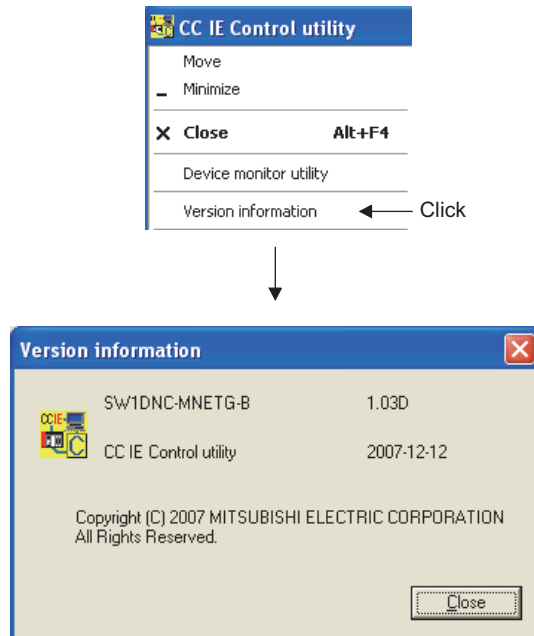 CC IE Control utility
Move
Minimize
Close Alt+F4
Device monitor utility
Version information Click
Version information
CCIE
C
SW1DNC-MNETG-B 1.03D
CC IE Control utility 2007-12-12
Copyright (C) 2007 MITSUBISHI ELECTRIC CORPORATION
All Rights Reserved.
Close